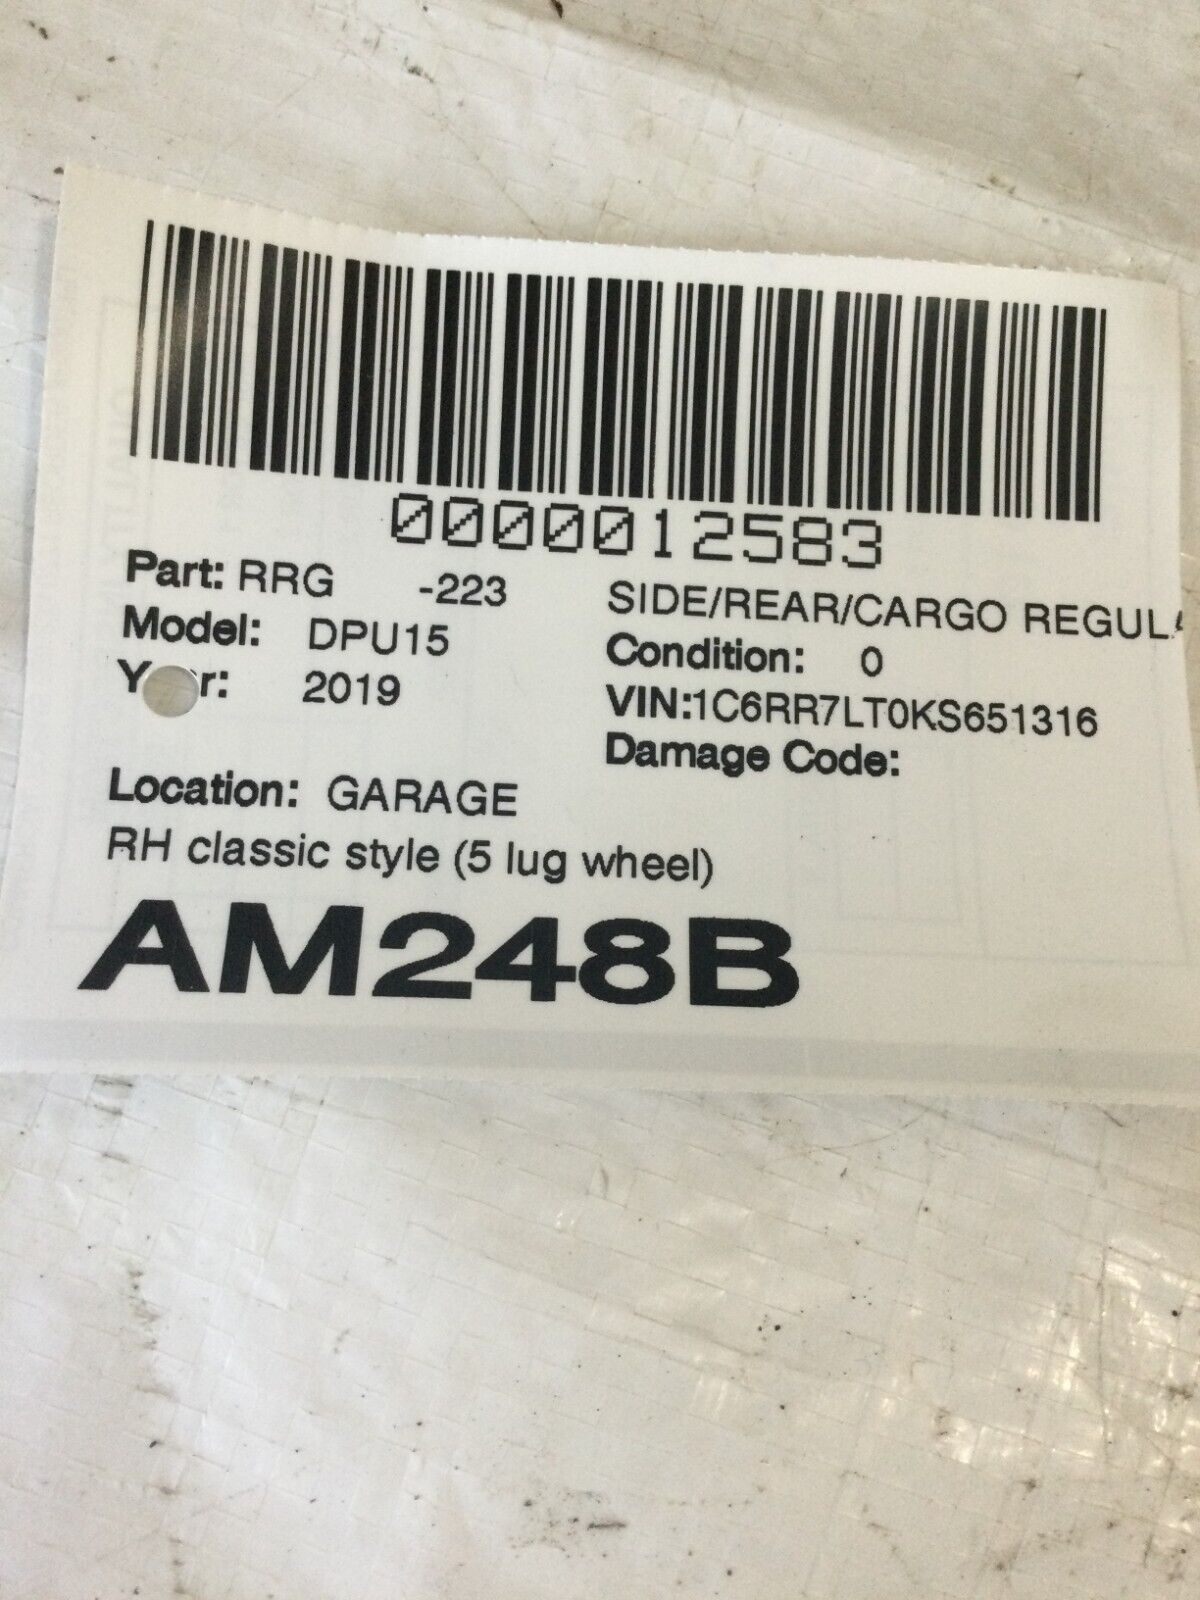 0000012583
Part: RRG -223 SIDE/REAR/CARGO REGUL
Model: DPU15 Condition: 0
r: 2019 VIN:1C6RR7LT0KS651316
Damage Code:
Location: GARAGE
RH classic style (5 lug wheel)
AM248B